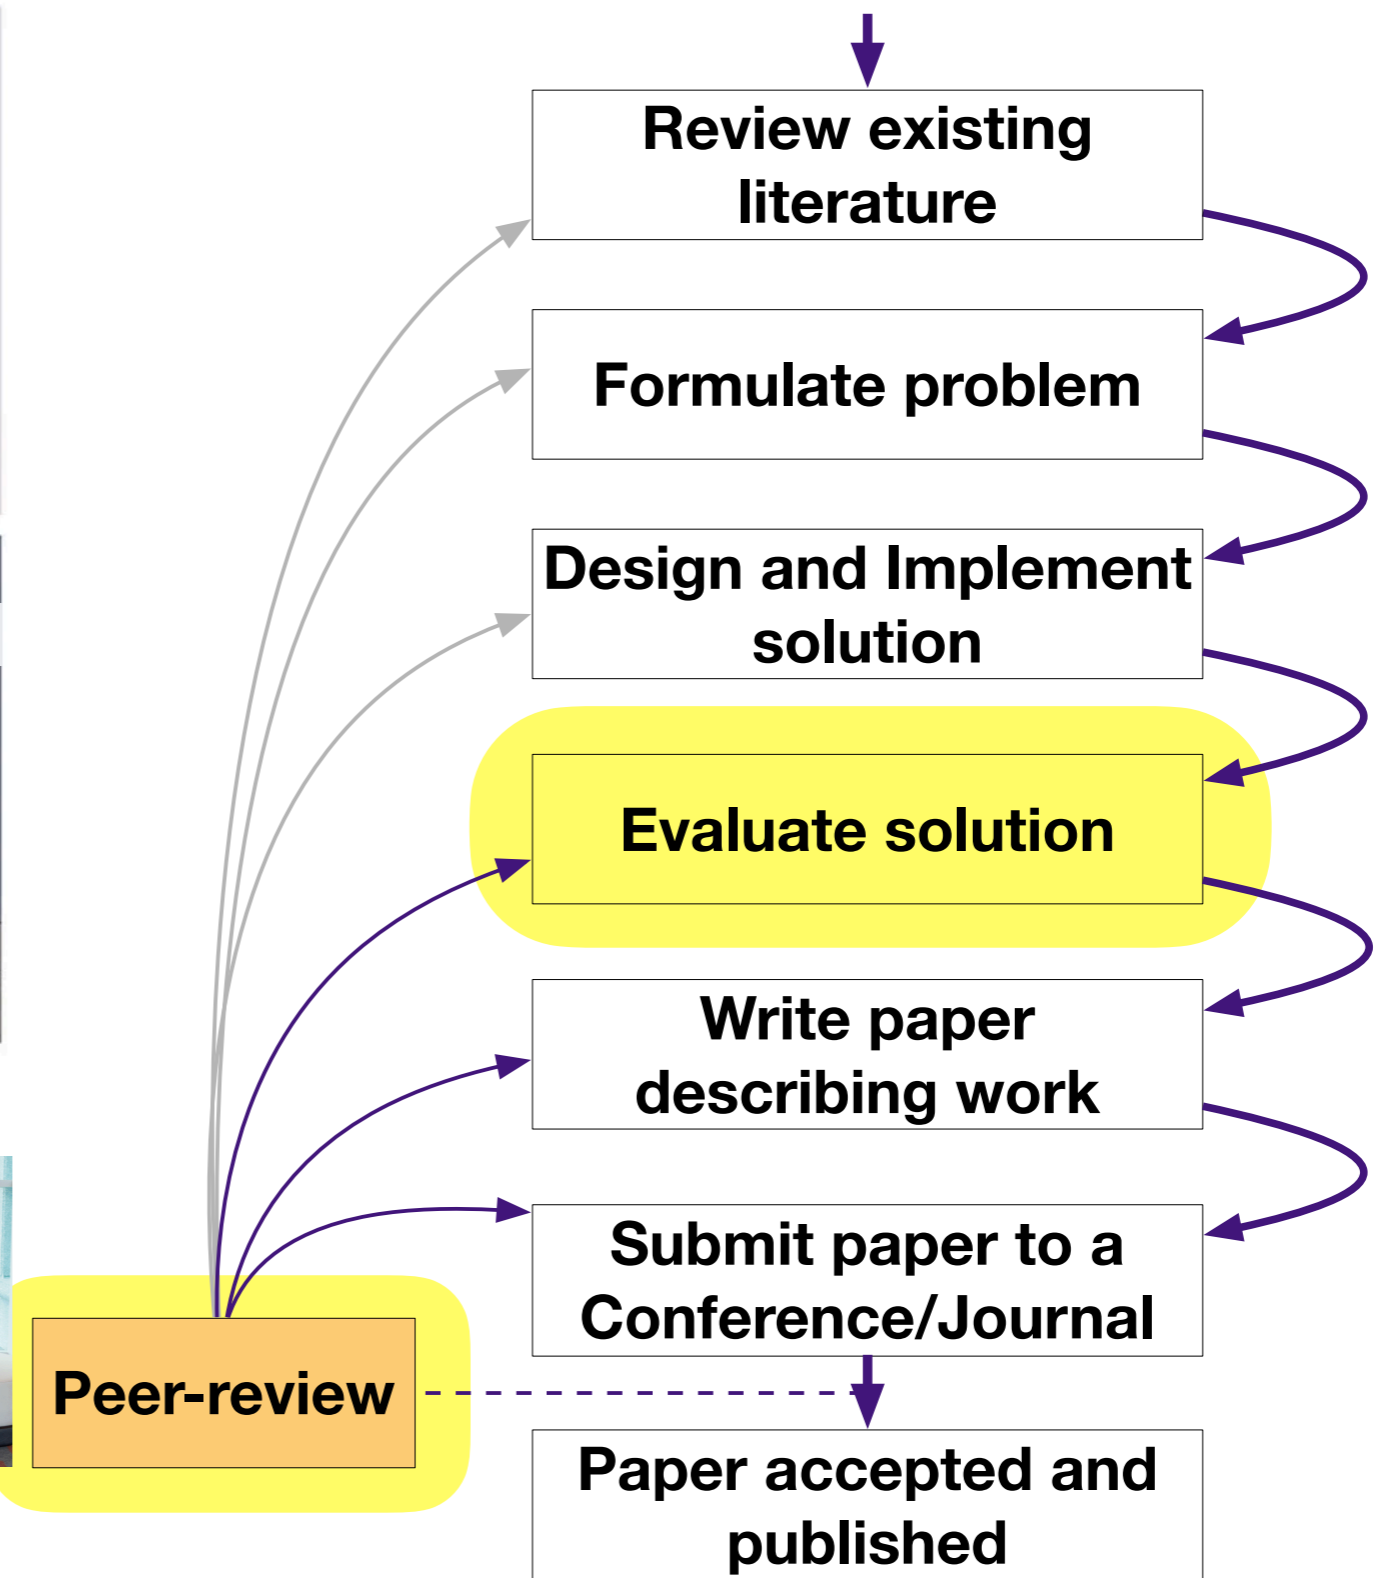 Review existing
literature
Formulate problem
Design and Implement
solution
Evaluate solution
Write paper
describing work
Submit paper to a
Conference/Journal
Peer-review
Paper accepted and
published